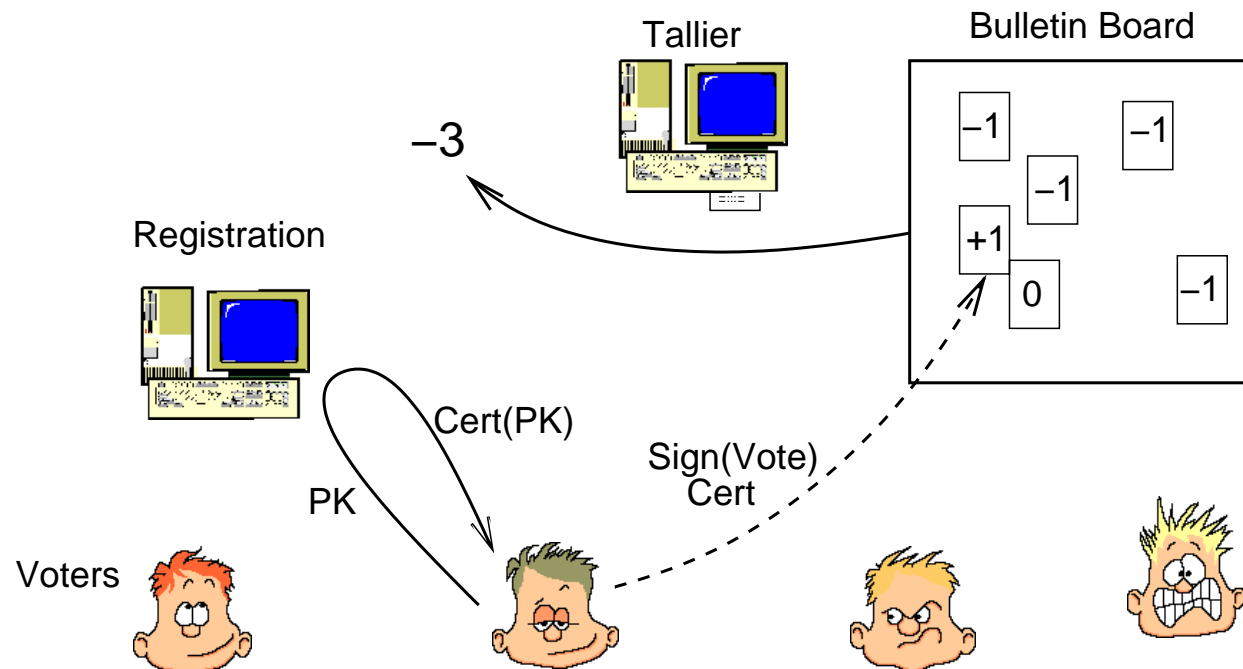 Tallier
Bulletin Board
–1
–1
–3
–1
+1
Registration
0
–1
Cert(PK)
Sign(Vote)
Cert
PK
Voters